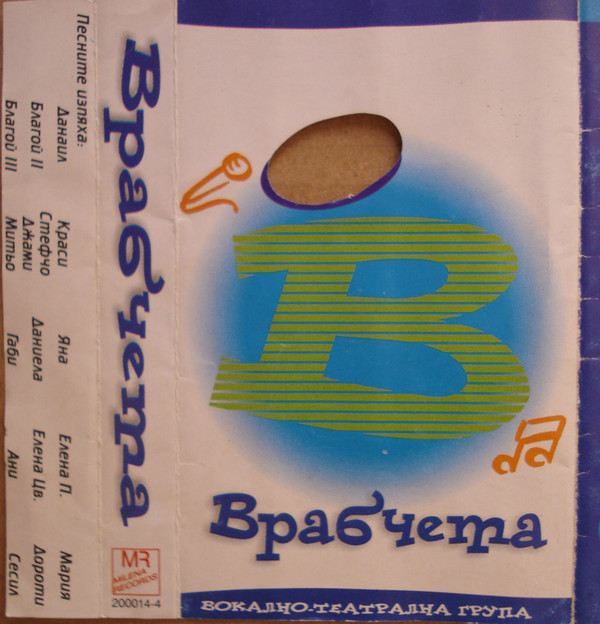 Песните изпяха:
Данаил Краси Яна Елена П. Мария
Благой II Стефчо Даниела Елена Цв. Дороти
Джами
Благой III Митьо Габи Ани Сесил
Врабчета
MR
MILENA
RECORDS
200014-4
В
Врабчета
ВОКАЛНО-ТЕАТРАЛНА ГРУПА